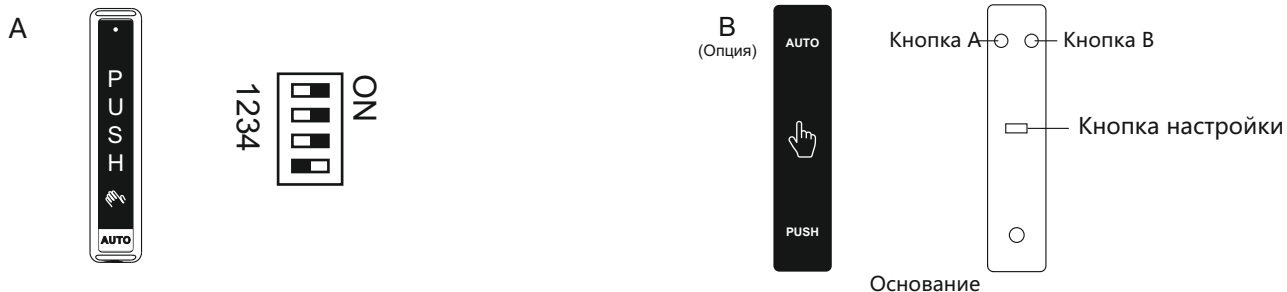 A
P
U
S
H
AUTO
1234
ON
B
(Опция)
AUTO
PUSH
Кнопка A
Кнопка B
Кнопка настройки
Основание